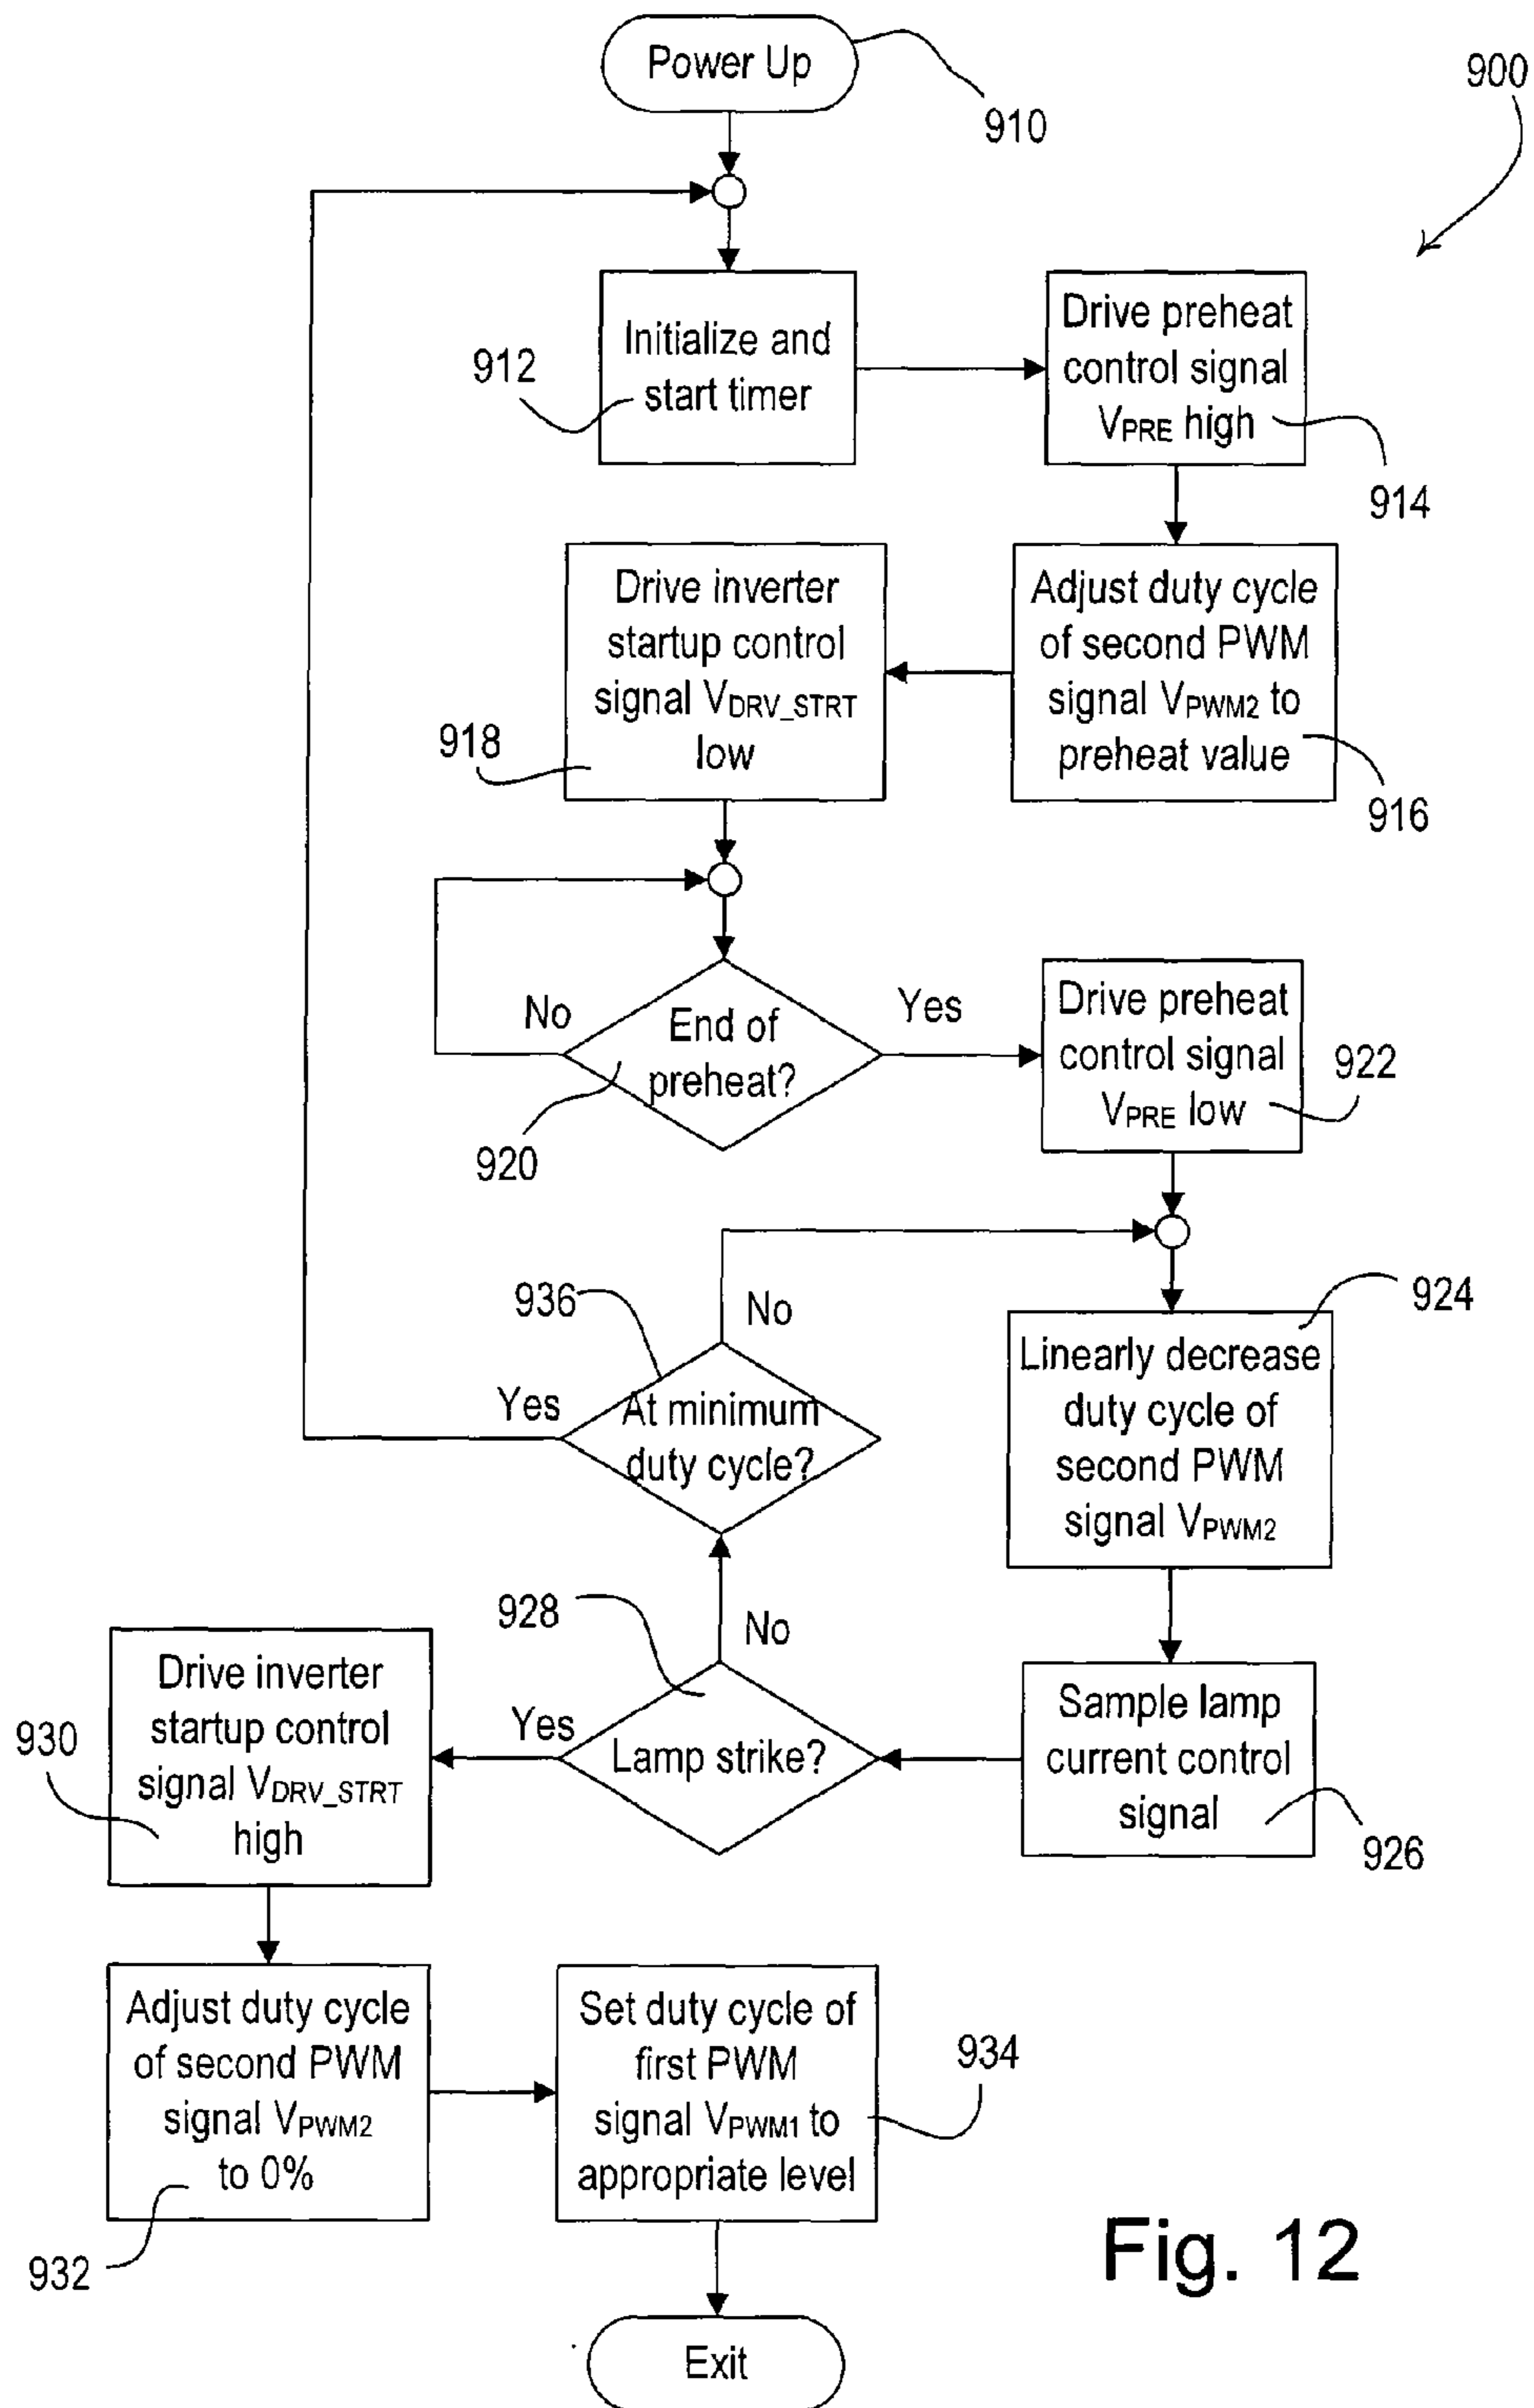 Power Up
910
900
Initialize and
start timer
912
Drive preheat
control signal
VPRE high
914
Adjust duty cycle
of second PWM
signal VPWM2 to
preheat value
916
Drive inverter
startup control
signal VDRV_STRT
low
918
End of
preheat?
No
Yes
920
Drive preheat
control signal
VPRE low
922
936
No
Yes
At minimum
duty cycle?
924
Linearly decrease
duty cycle of
second PWM
signal VPWM2
928
No
Yes
Lamp strike?
Sample lamp
current control
signal
926
Drive inverter
startup control
signal VDRV_STRT
high
930
Adjust duty cycle
of second PWM
signal VPWM2
to 0%
932
Set duty cycle of
first PWM
signal VPWM1 to
appropriate level
934
Exit
Fig. 12